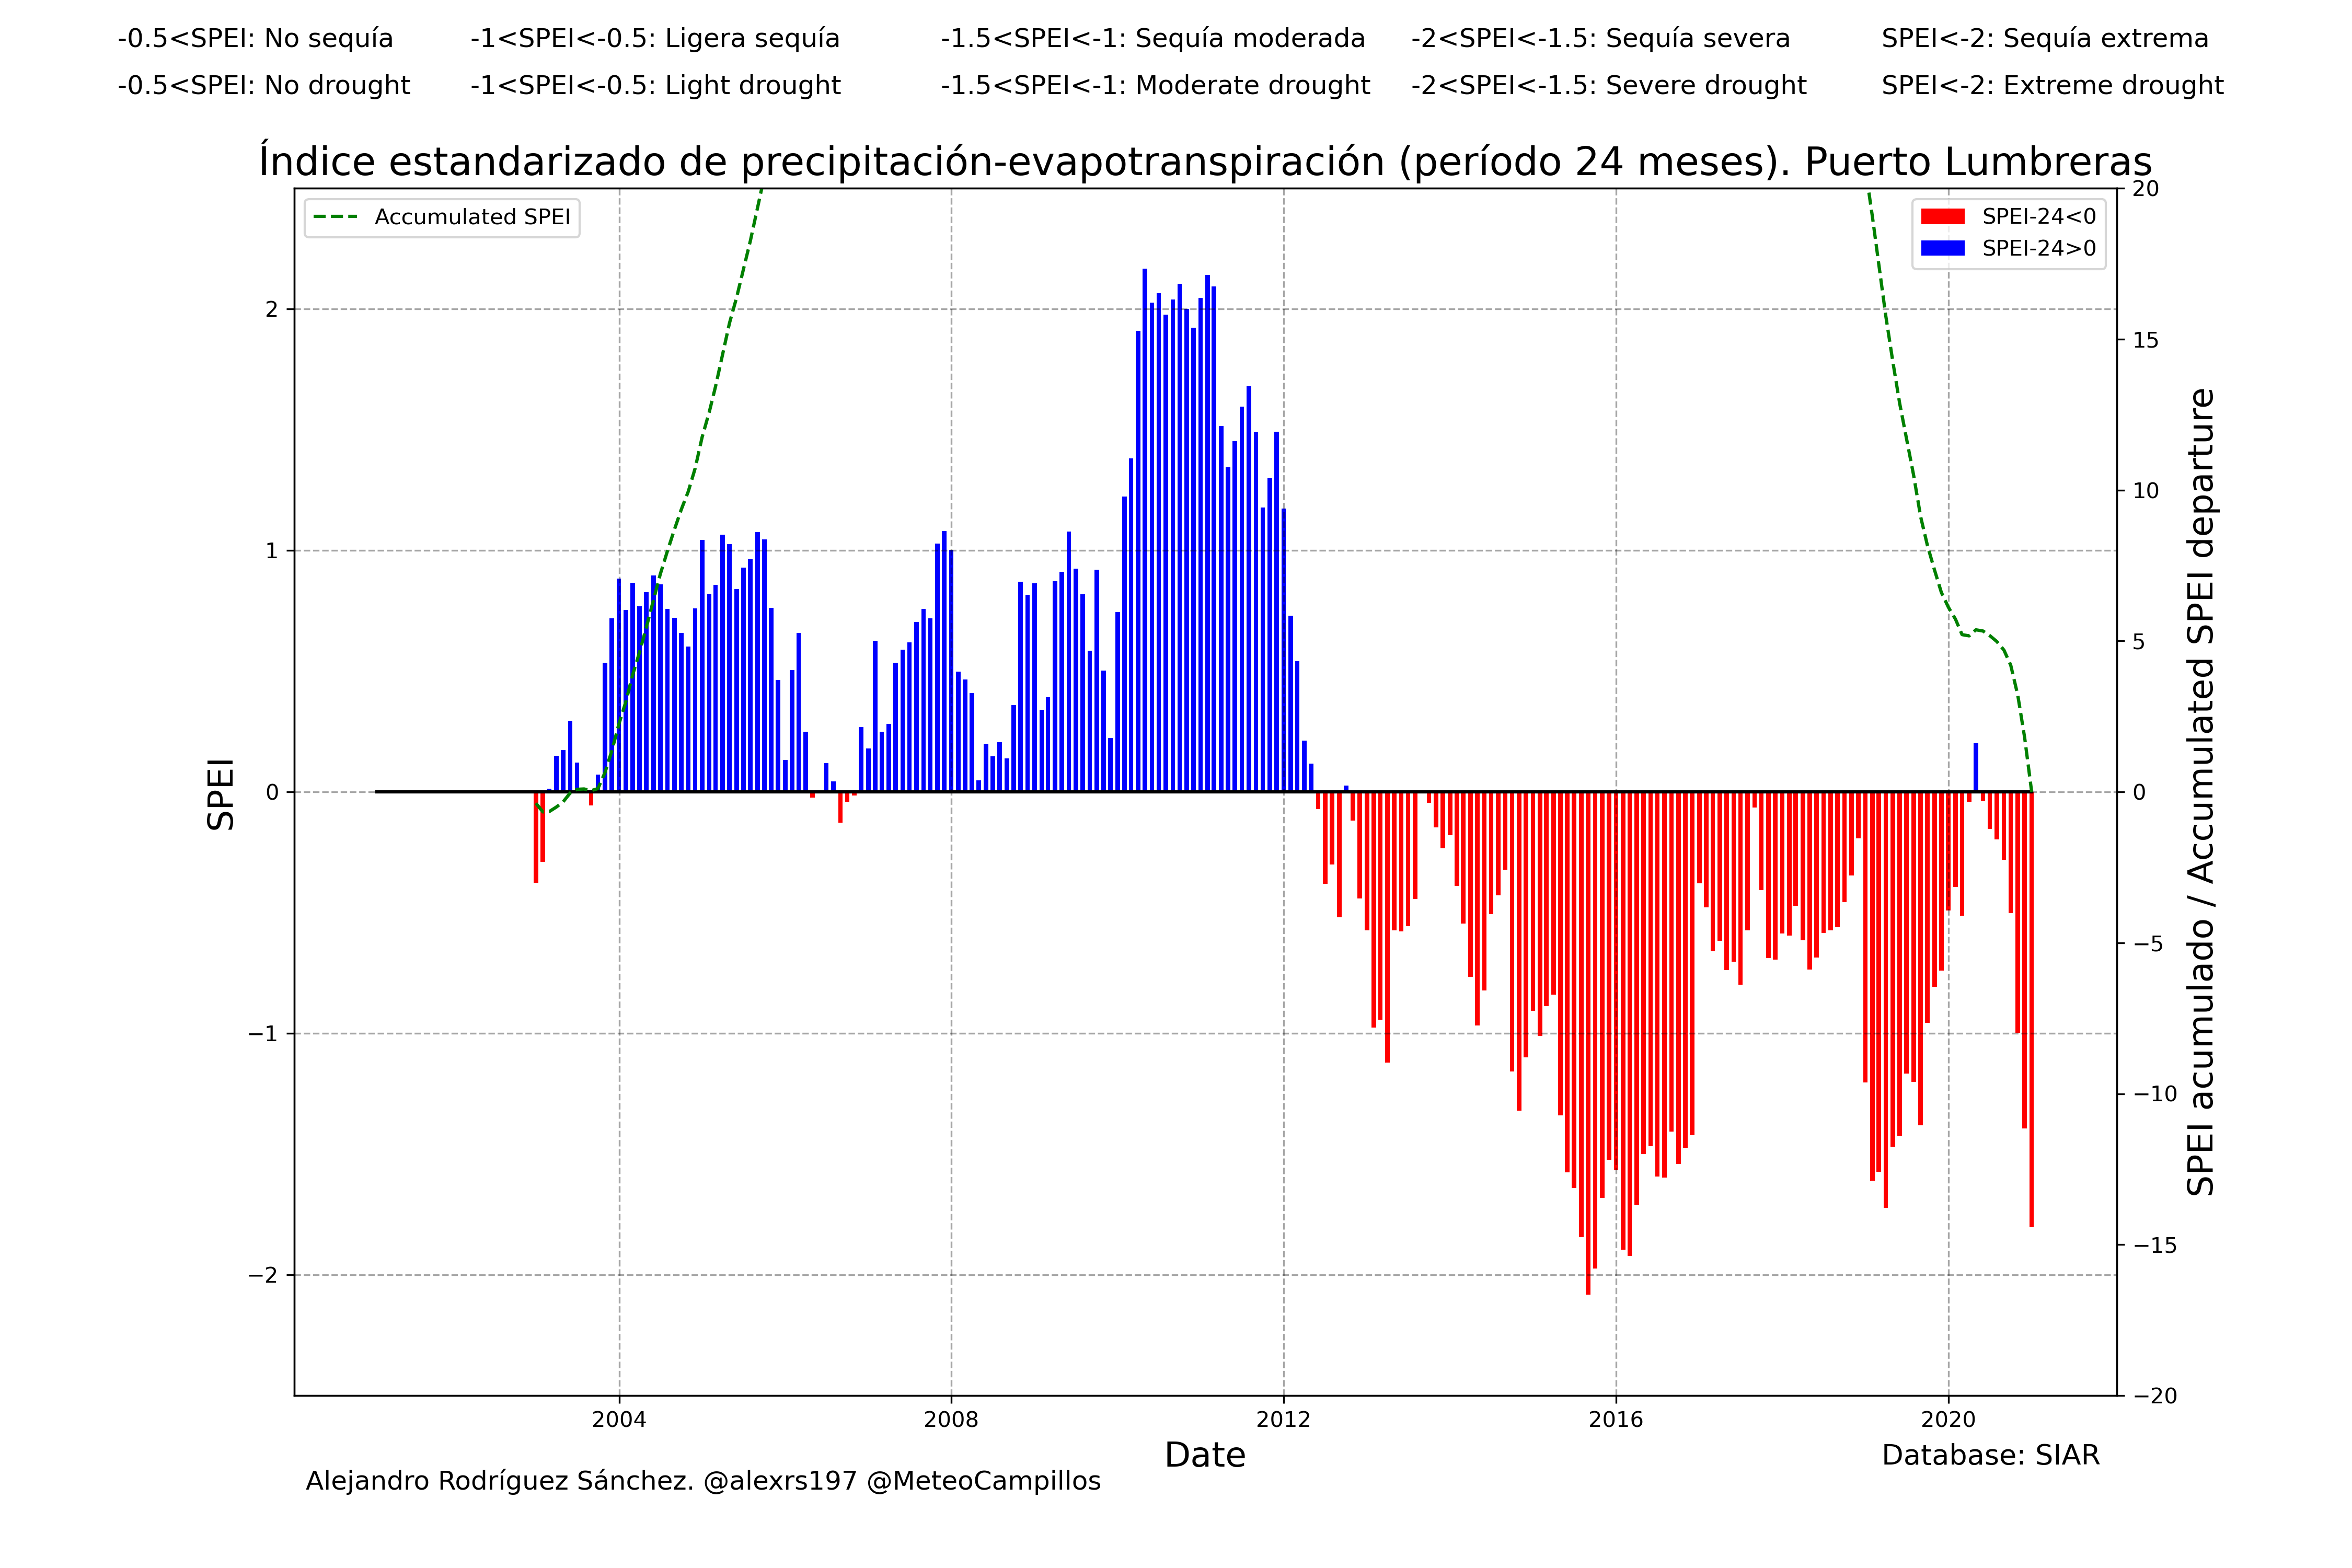 -0.5<SPEI: No sequía -1<SPEI<-0.5: Ligera sequía -1.5<SPEI<-1: Sequía moderada -2<SPEI<-1.5: Sequía severa SPEI<-2: Sequía extrema
-0.5<SPEI: No drought -1<SPEI<-0.5: Light drought -1.5<SPEI<-1: Moderate drought -2<SPEI<-1.5: Severe drought SPEI<-2: Extreme drought
Índice estandarizado de precipitación-evapotranspiración (período 24 meses). Puerto Lumbreras
Accumulated SPEI
SPEI-24<0
SPEI-24>0
SPEI
2
1
0
−1
−2
20
15
10
5
0
−5
−10
−15
−20
SPEI acumulado / Accumulated SPEI departure
2004 2008 2012 2016 2020
Date
Database: SIAR
Alejandro Rodríguez Sánchez. @alexrs197 @MeteoCampillos